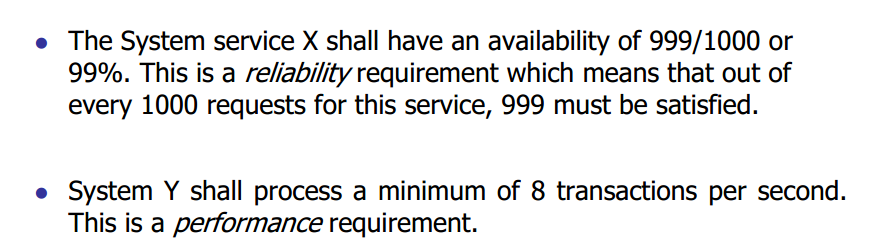 • The System service X shall have an availability of 999/1000 or
99%. This is a reliability requirement which means that out of
every 1000 requests for this service, 999 must be satisfied.
• System Y shall process a minimum of 8 transactions per second.
This is a performance requirement.